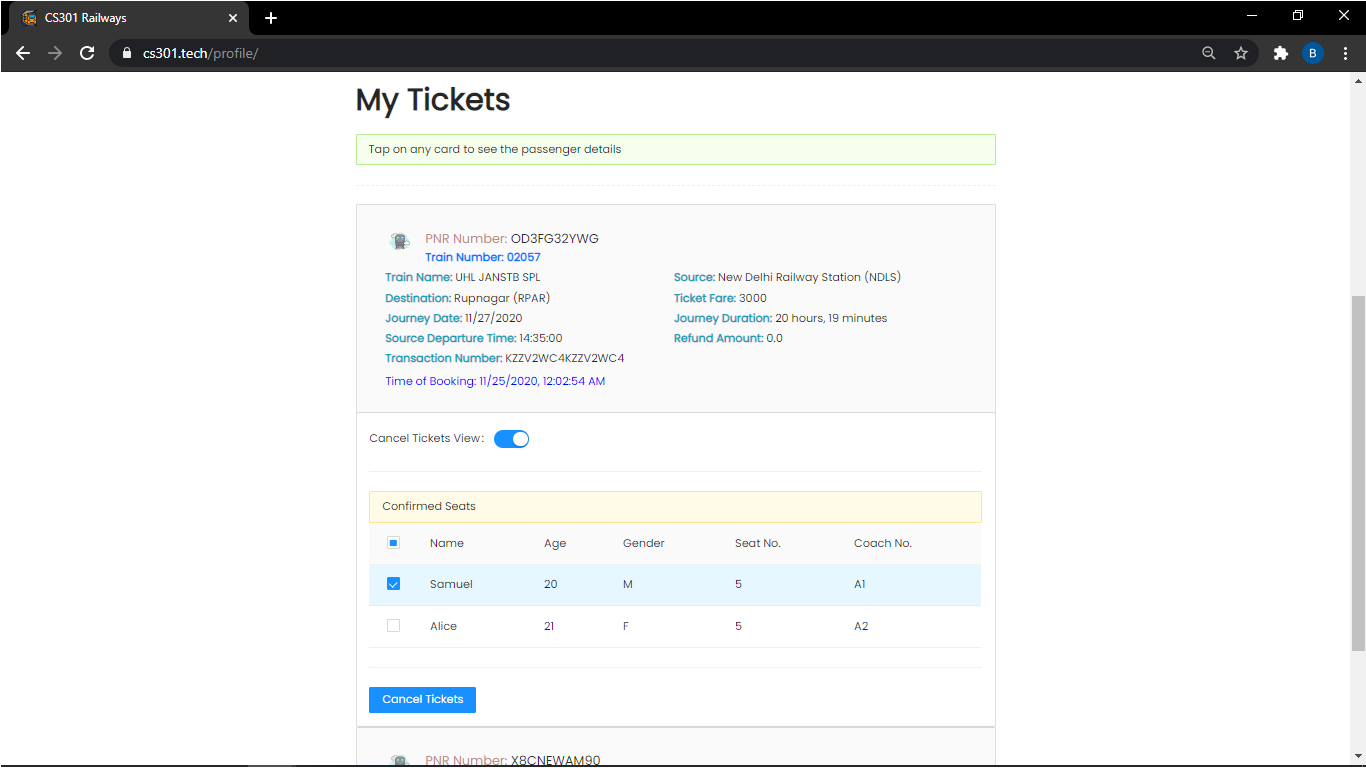 CS301 Railways
cs301.tech/profile/
B
My Tickets
Tap on any card to see the passenger details
PNR Number: OD3FG32YWG
Train Number: 02057
Train Name: UHL JANSTB SPL
Source: New Delhi Railway Station (NDLS)
Destination: Rupnagar (RPAR)
Ticket Fare: 3000
Journey Date: 11/27/2020
Journey Duration: 20 hours, 19 minutes
Source Departure Time: 14:35:00
Refund Amount: 0.0
Transaction Number: KZZV2WC4KZZV2WC4
Time of Booking: 11/25/2020, 12:02:54 AM
Cancel Tickets View:
Confirmed Seats
Name Age Gender Seat No. Coach No.
Samuel 20 M 5 A1
Alice 21 F 5 A2
Cancel Tickets
PNR Number: X8CNEWAM90